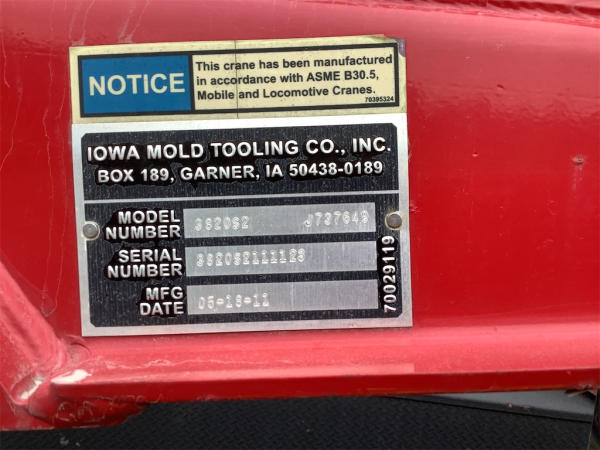 NOTICE
This crane has been manufactured
in accordance with ASME B30.5,
Mobile and Locomotive Cranes.
70395324
IOWA MOLD TOOLING CO., INC.
BOX 189, GARNER, IA 50438-0189
MODEL
NUMBER
J737649
SERIAL
NUMBER
MFG
DATE
05-16-11
70029119